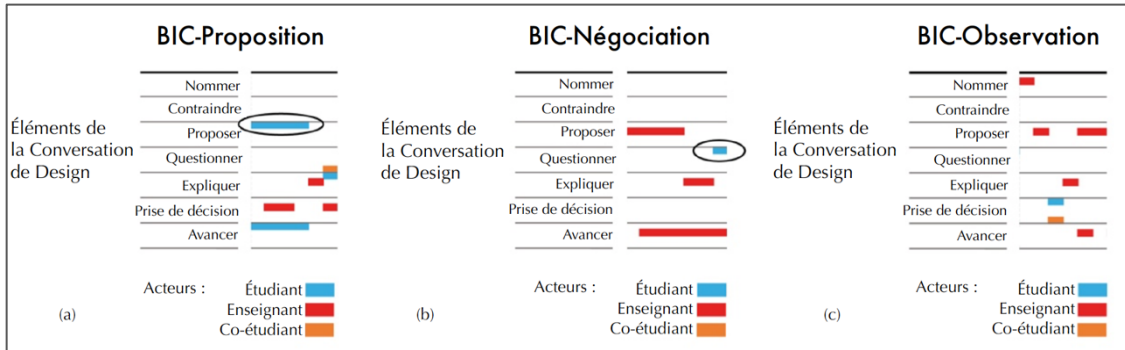 BIC-Proposition
Éléments de
la Conversation
de Design
Nommer
Contraindre
Proposer
Questionner
Expliquer
Prise de décision
Avancer
Acteurs :
Étudiant
Enseignant
Co-étudiant
(a)
BIC-Négociation
Éléments de
la Conversation
de Design
Nommer
Contraindre
Proposer
Questionner
Expliquer
Prise de décision
Avancer
Acteurs :
Étudiant
Enseignant
Co-étudiant
(b)
BIC-Observation
Éléments de
la Conversation
de Design
Nommer
Contraindre
Proposer
Questionner
Expliquer
Prise de décision
Avancer
Acteurs :
Étudiant
Enseignant
Co-étudiant
(c)